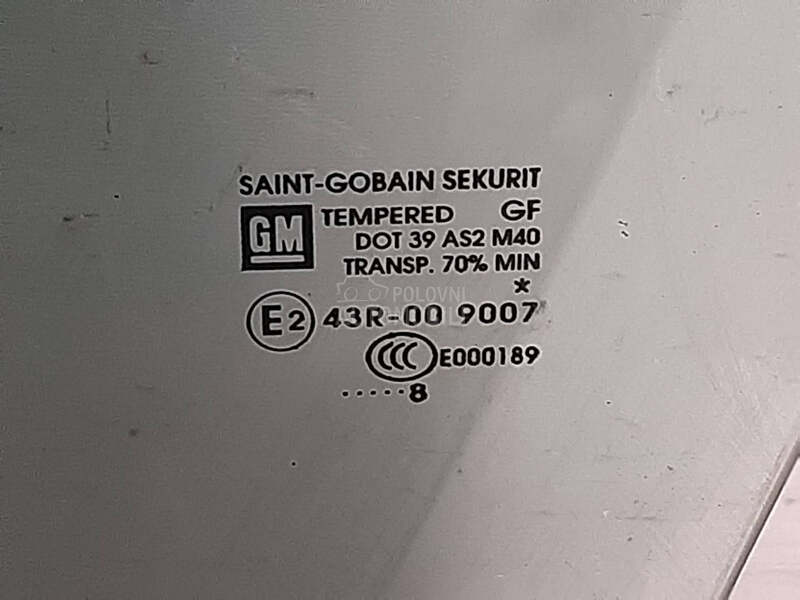 SAINT-GOBAIN SEKURIT
GM TEMPERED GF
DOT 39 AS2 M40
TRANSP. 70% MIN
*
E2 43R-00 9007
CCC E000189
.....8
POLOVNI